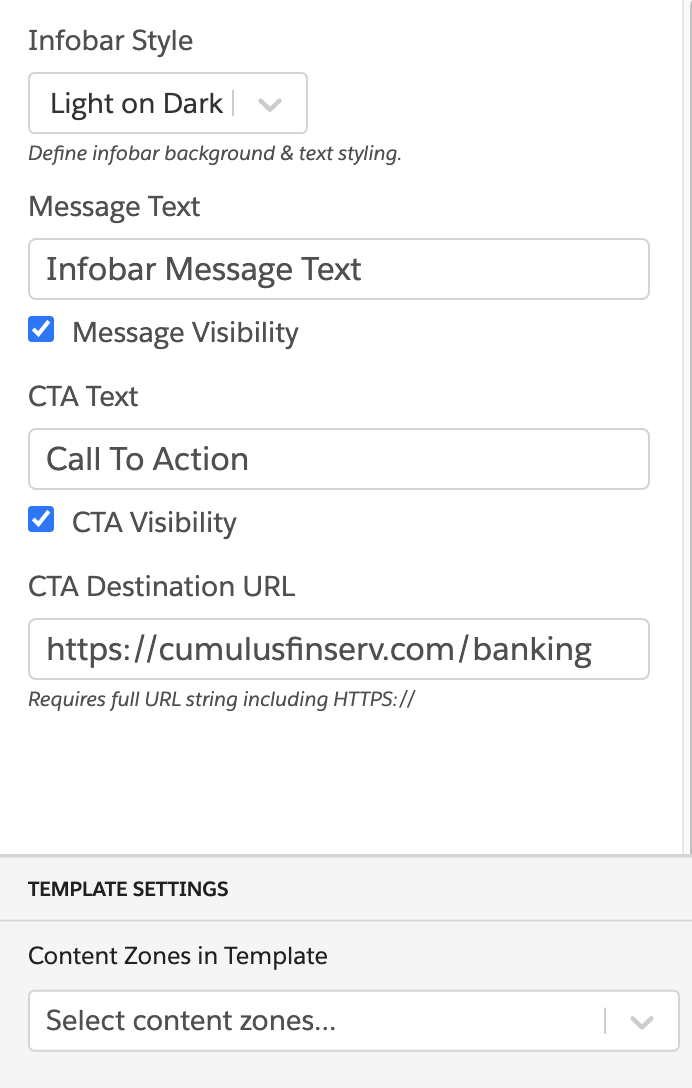 Infobar Style
Light on Dark
Define infobar background & text styling.
Message Text
Infobar Message Text
Message Visibility
CTA Text
Call To Action
CTA Visibility
CTA Destination URL
https://cumulusfinserv.com/banking
Requires full URL string including HTTPS://
TEMPLATE SETTINGS
Content Zones in Template
Select content zones...